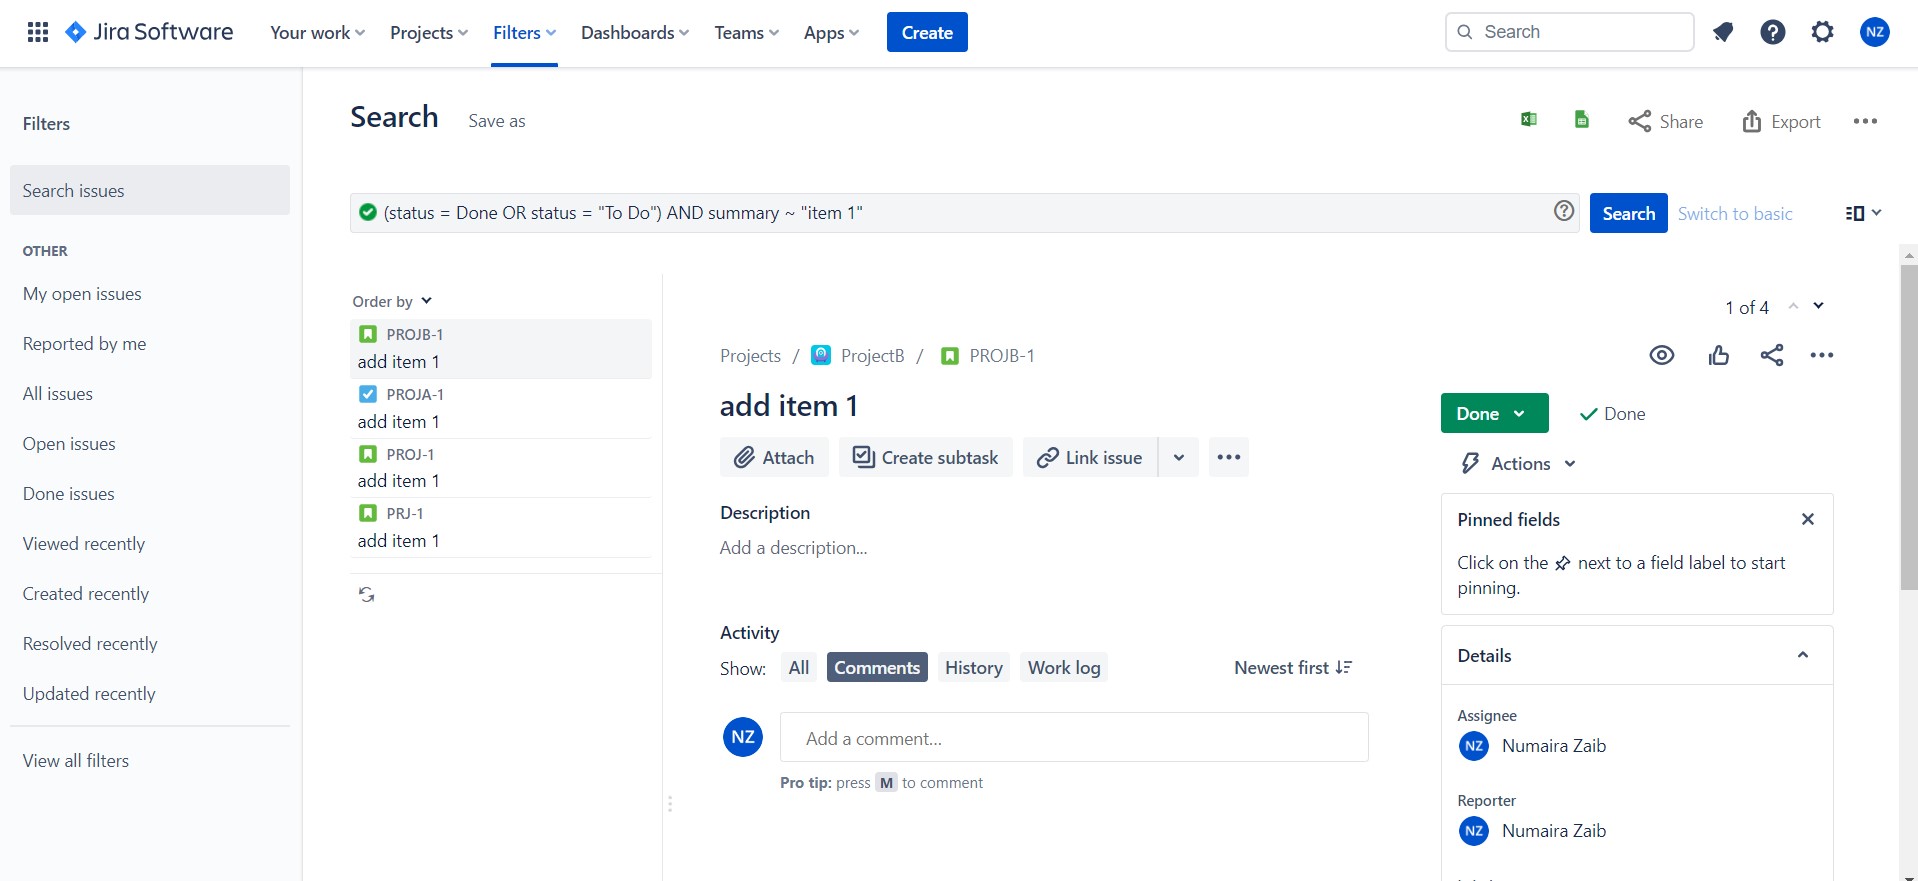 Jira Software Your work Projects Filters Dashboards Teams Apps Create Search NZ
Filters
Search issues
OTHER
My open issues
Reported by me
All issues
Open issues
Done issues
Viewed recently
Created recently
Resolved recently
Updated recently
View all filters
Search Save as Share Export
(status = Done OR status = "To Do") AND summary ~ "item 1" Search Switch to basic
Order by
PROJB-1
add item 1
PROJA-1
add item 1
PROJ-1
add item 1
PRJ-1
add item 1
1 of 4
Projects / ProjectB / PROJB-1
add item 1
Attach Create subtask Link issue
Description
Add a description...
Activity
Show: All Comments History Work log Newest first
NZ Add a comment...
Pro tip: press M to comment
Done Done
Actions
Pinned fields
Click on the next to a field label to start
pinning.
Details
Assignee
NZ Numaira Zaib
Reporter
NZ Numaira Zaib